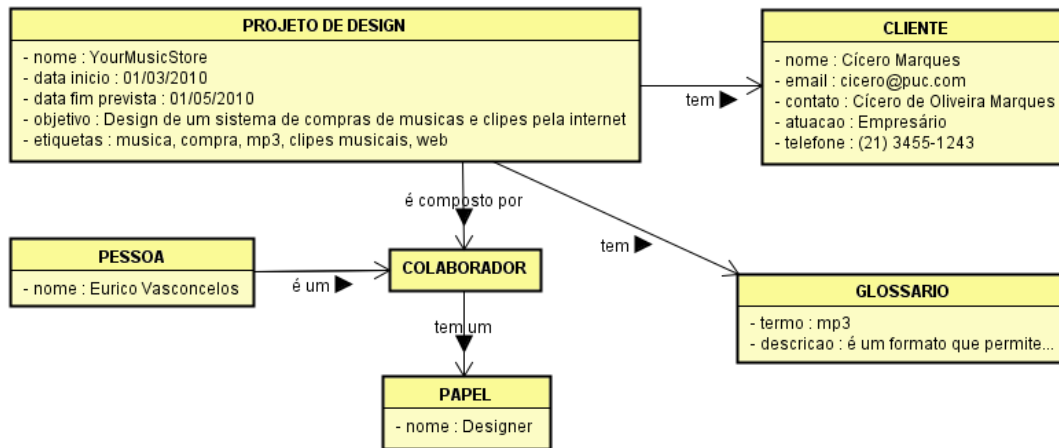 PROJETO DE DESIGN
- nome : YourMusicStore
- data inicio : 01/03/2010
- data fim prevista : 01/05/2010
- objetivo : Design de um sistema de compras de musicas e clipes pela internet
- etiquetas : musica, compra, mp3, clipes musicais, web
tem
CLIENTE
- nome : Cícero Marques
- email : cicero@puc.com
- contato : Cícero de Oliveira Marques
- atuacao : Empresário
- telefone : (21) 3455-1243
é composto por
tem
PESSOA
- nome : Eurico Vasconcelos
é um
COLABORADOR
GLOSSARIO
- termo : mp3
- descricao : é um formato que permite...
tem um
PAPEL
- nome : Designer